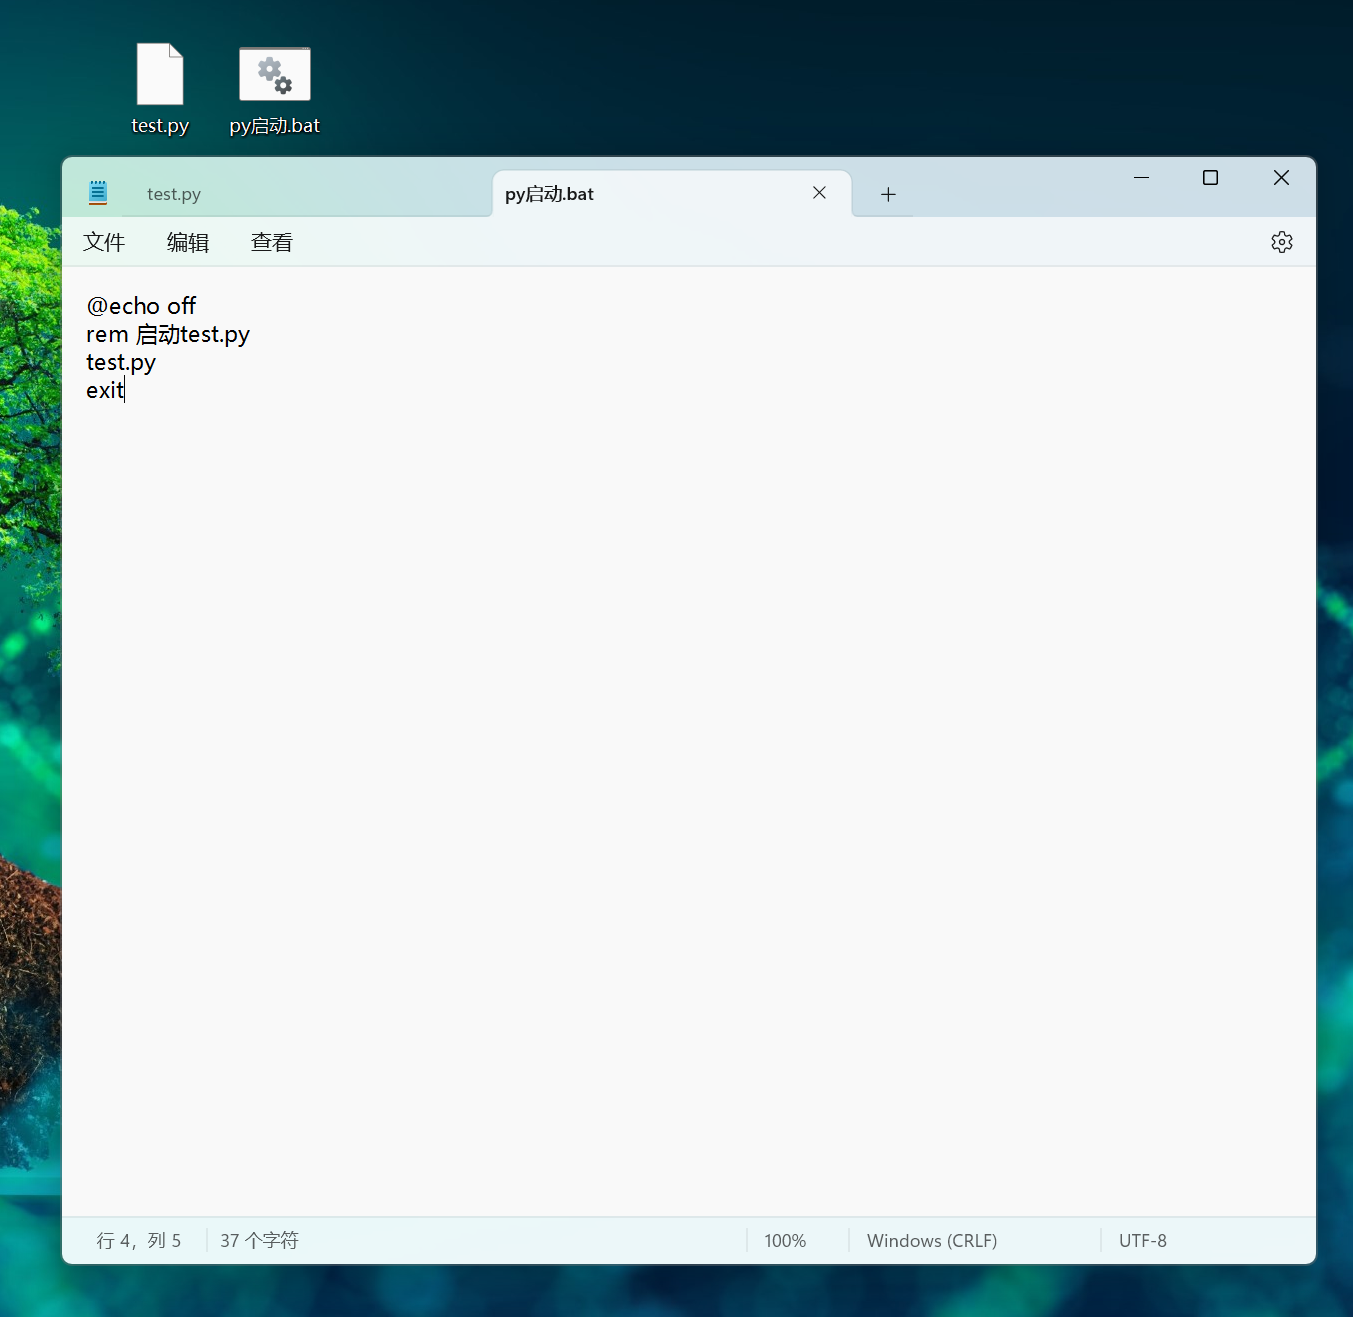 test.py
py启动.bat
test.py
py启动.bat
文件 编辑 查看
@echo off
rem 启动test.py
test.py
exit
行 4，列 5
37 个字符
100%
Windows (CRLF)
UTF-8